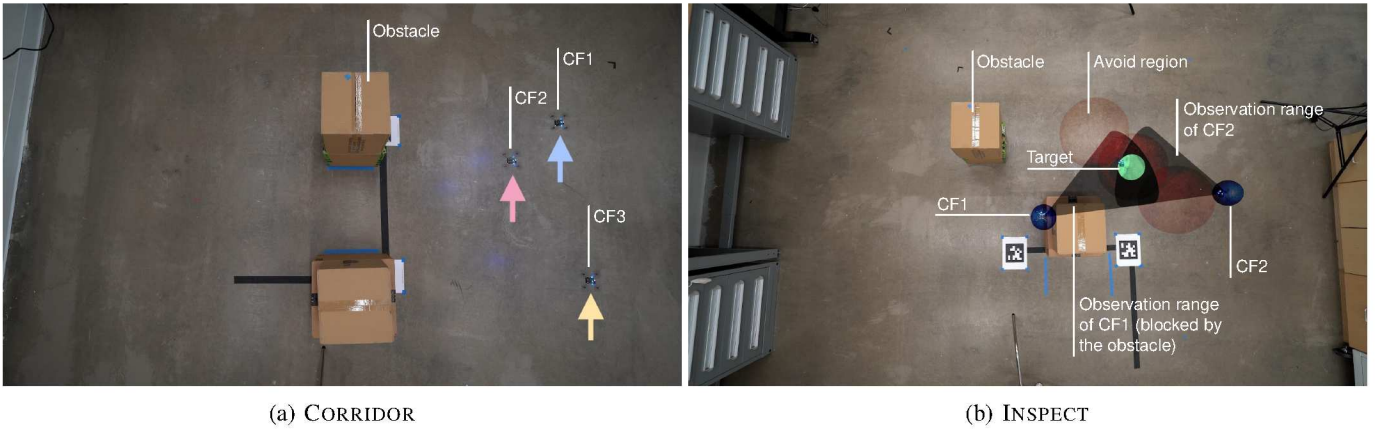 Obstacle
CF1
CF2
CF3
Obstacle
Avoid region
Observation range
of CF2
Target
CF1
CF2
Observation range
of CF1 (blocked by
the obstacle)
(a) CORRIDOR
(b) INSPECT